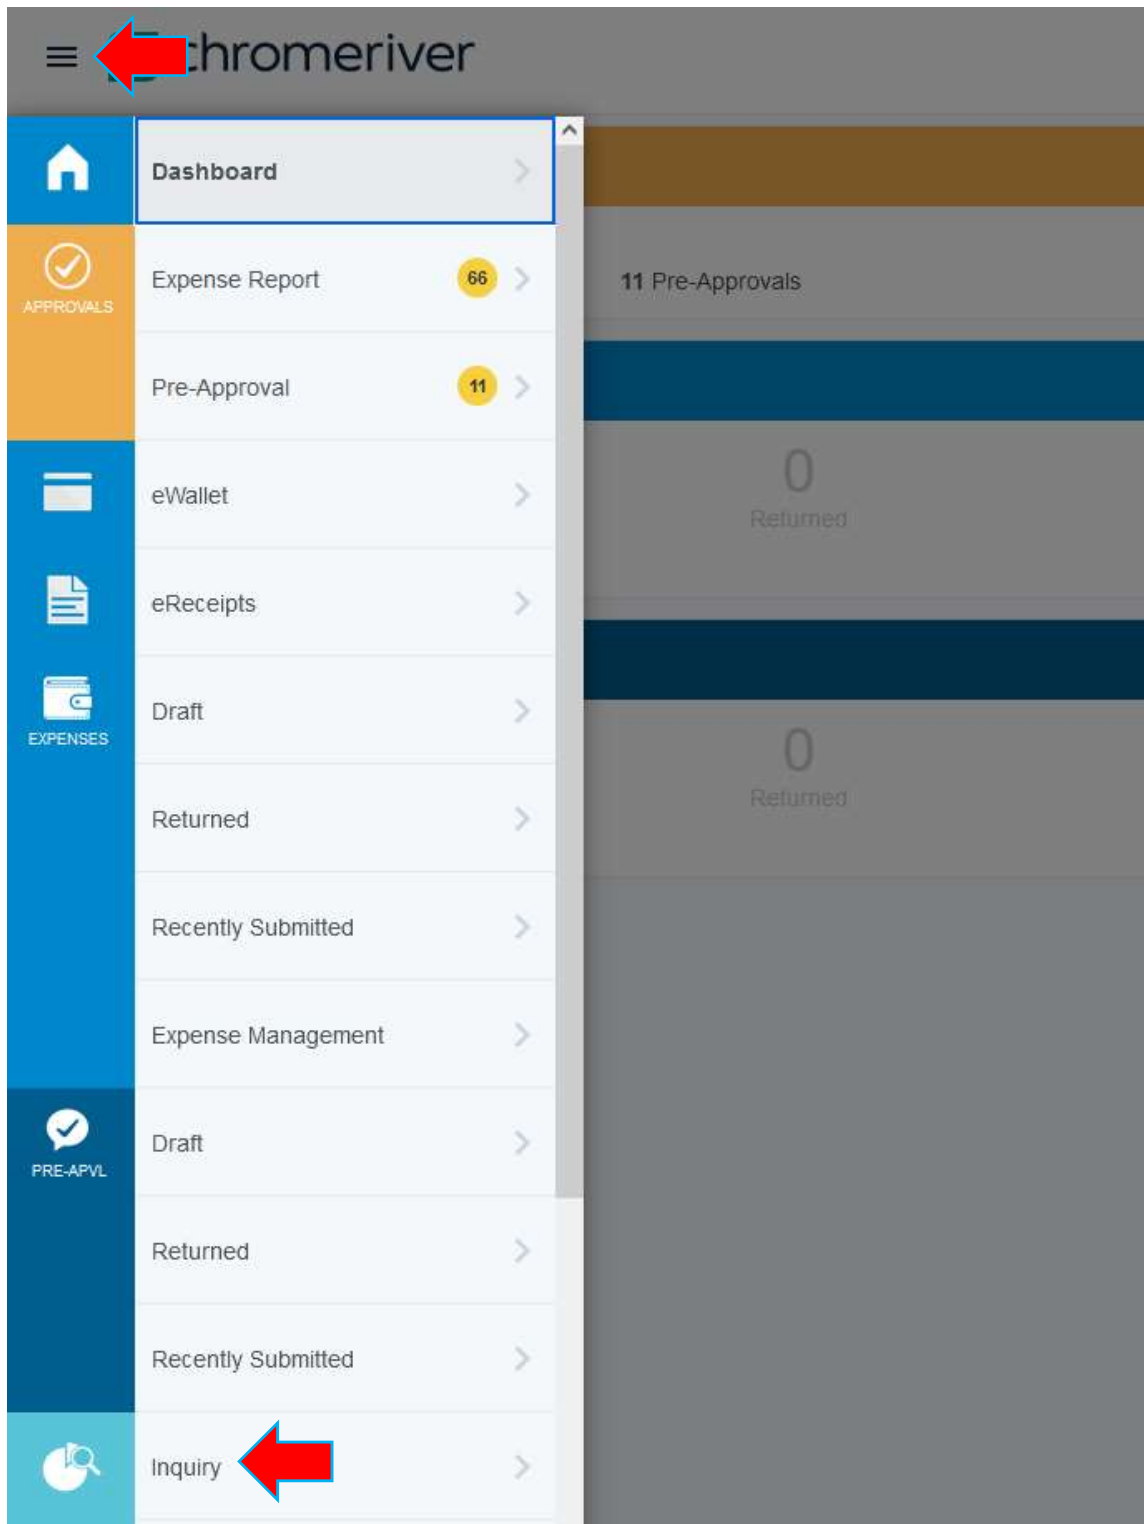 chromeriver
Dashboard
APPROVALS
Expense Report 66
11 Pre-Approvals
Pre-Approval 11
eWallet
0
Returned
eReceipts
EXPENSES
Draft
0
Returned
Returned
Recently Submitted
Expense Management
PRE-APVL
Draft
Returned
Recently Submitted
Inquiry